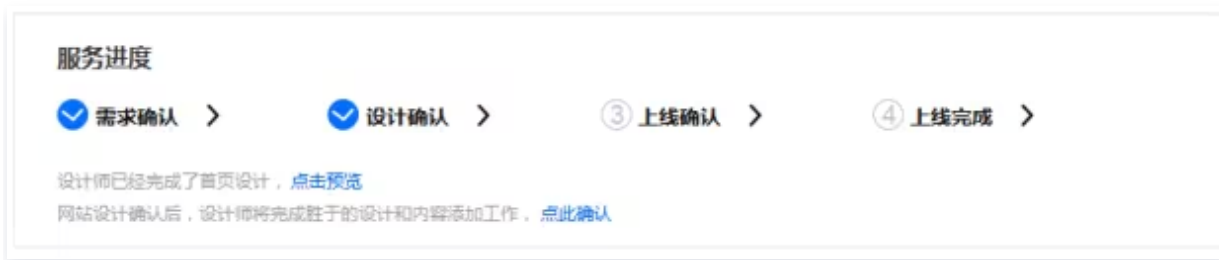 服务进度
需求确认 设计确认 3 上线确认 4 上线完成
设计师已经完成了首页设计，点击预览
网站设计确认后，设计师将完成胜于的设计和内容添加工作，点此确认